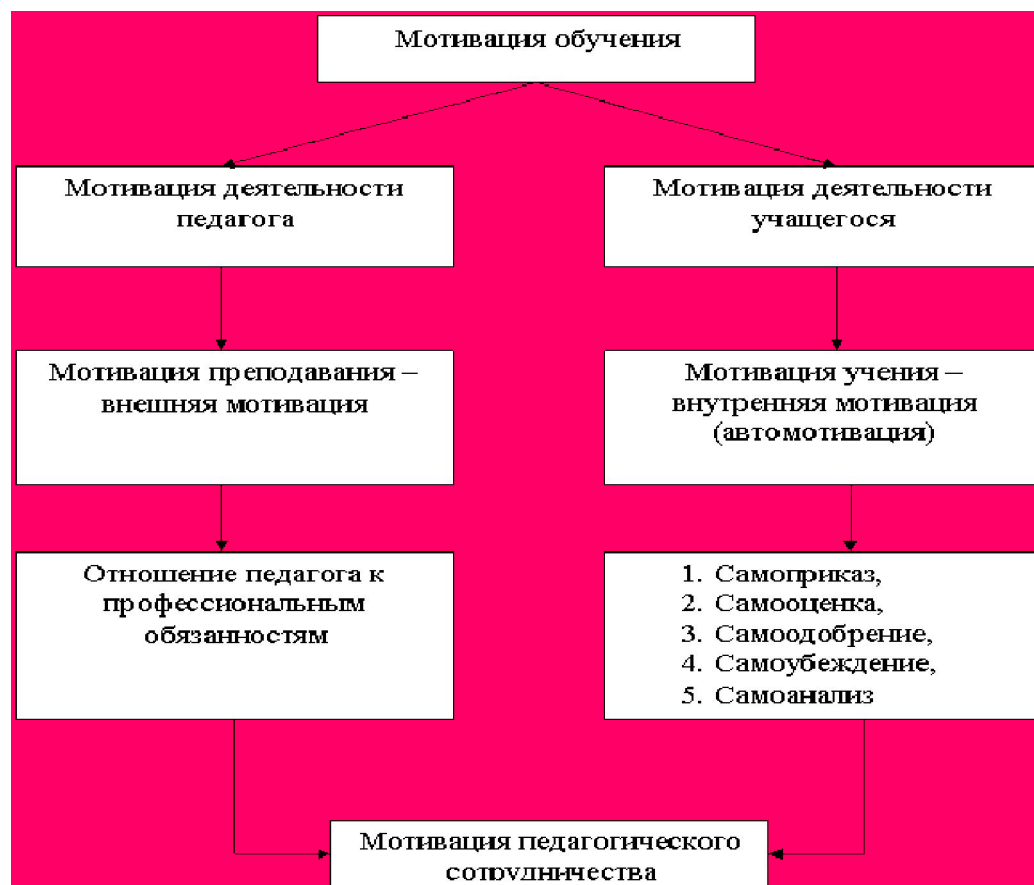 Мотивация обучения
Мотивация деятельности
педагога
Мотивация деятельности
учащегося
Мотивация преподавания –
внешняя мотивация
Мотивация учения –
внутренняя мотивация
(автомотивация)
Отношение педагога к
профессиональным
обязанностям
1. Самоприказ,
2. Самооценка,
3. Самоодобрение,
4. Самоубеждение,
5. Самоанализ
Мотивация педагогического
сотрудничества